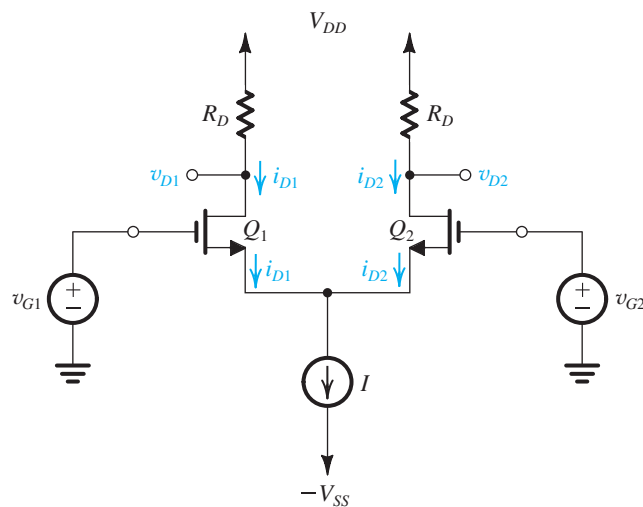 V_DD
R_D R_D
v_D1 i_D1 i_D2 v_D2
Q_1 Q_2
v_G1 + − i_D1 i_D2 + − v_G2
I
−V_SS